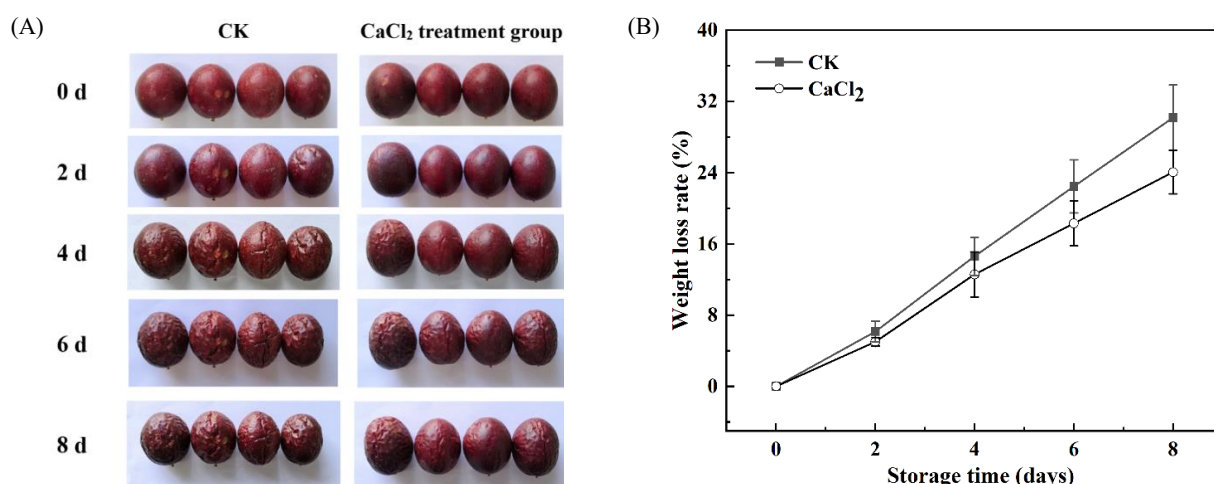 (A)
CK
CaCl₂ treatment group
0 d
2 d
4 d
6 d
8 d
(B)
40
32
24
16
8
0
Weight loss rate (%)
CK
CaCl₂
0 2 4 6 8
Storage time (days)